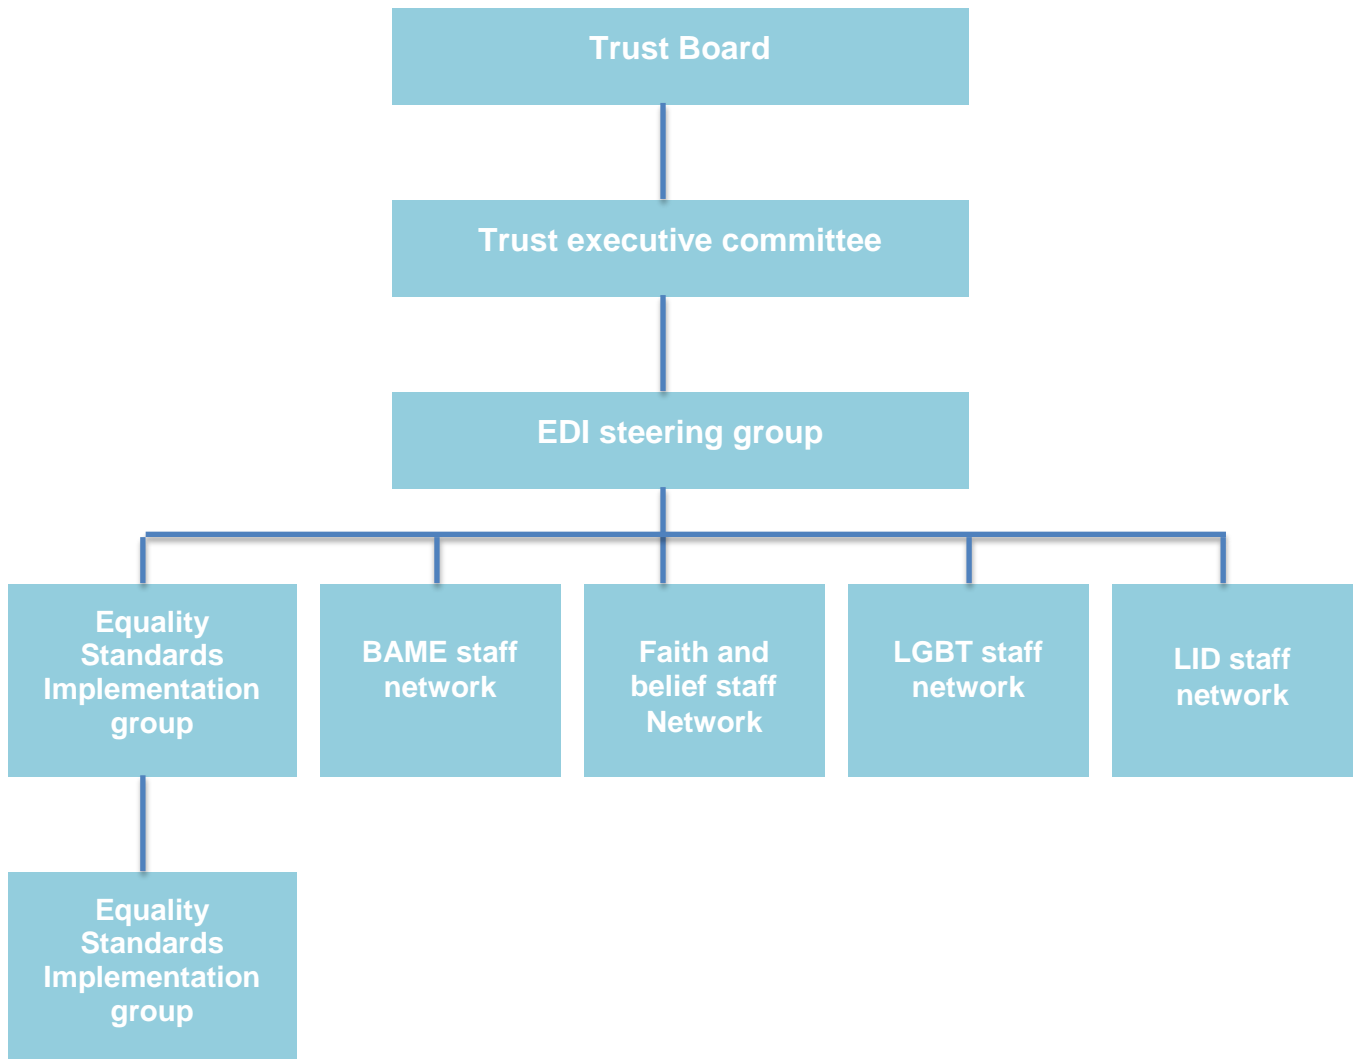 Trust Board
Trust executive committee
EDI steering group
Equality
Standards
Implementation
group
BAME staff
network
Faith and
belief staff
Network
LGBT staff
network
LID staff
network
Equality
Standards
Implementation
group